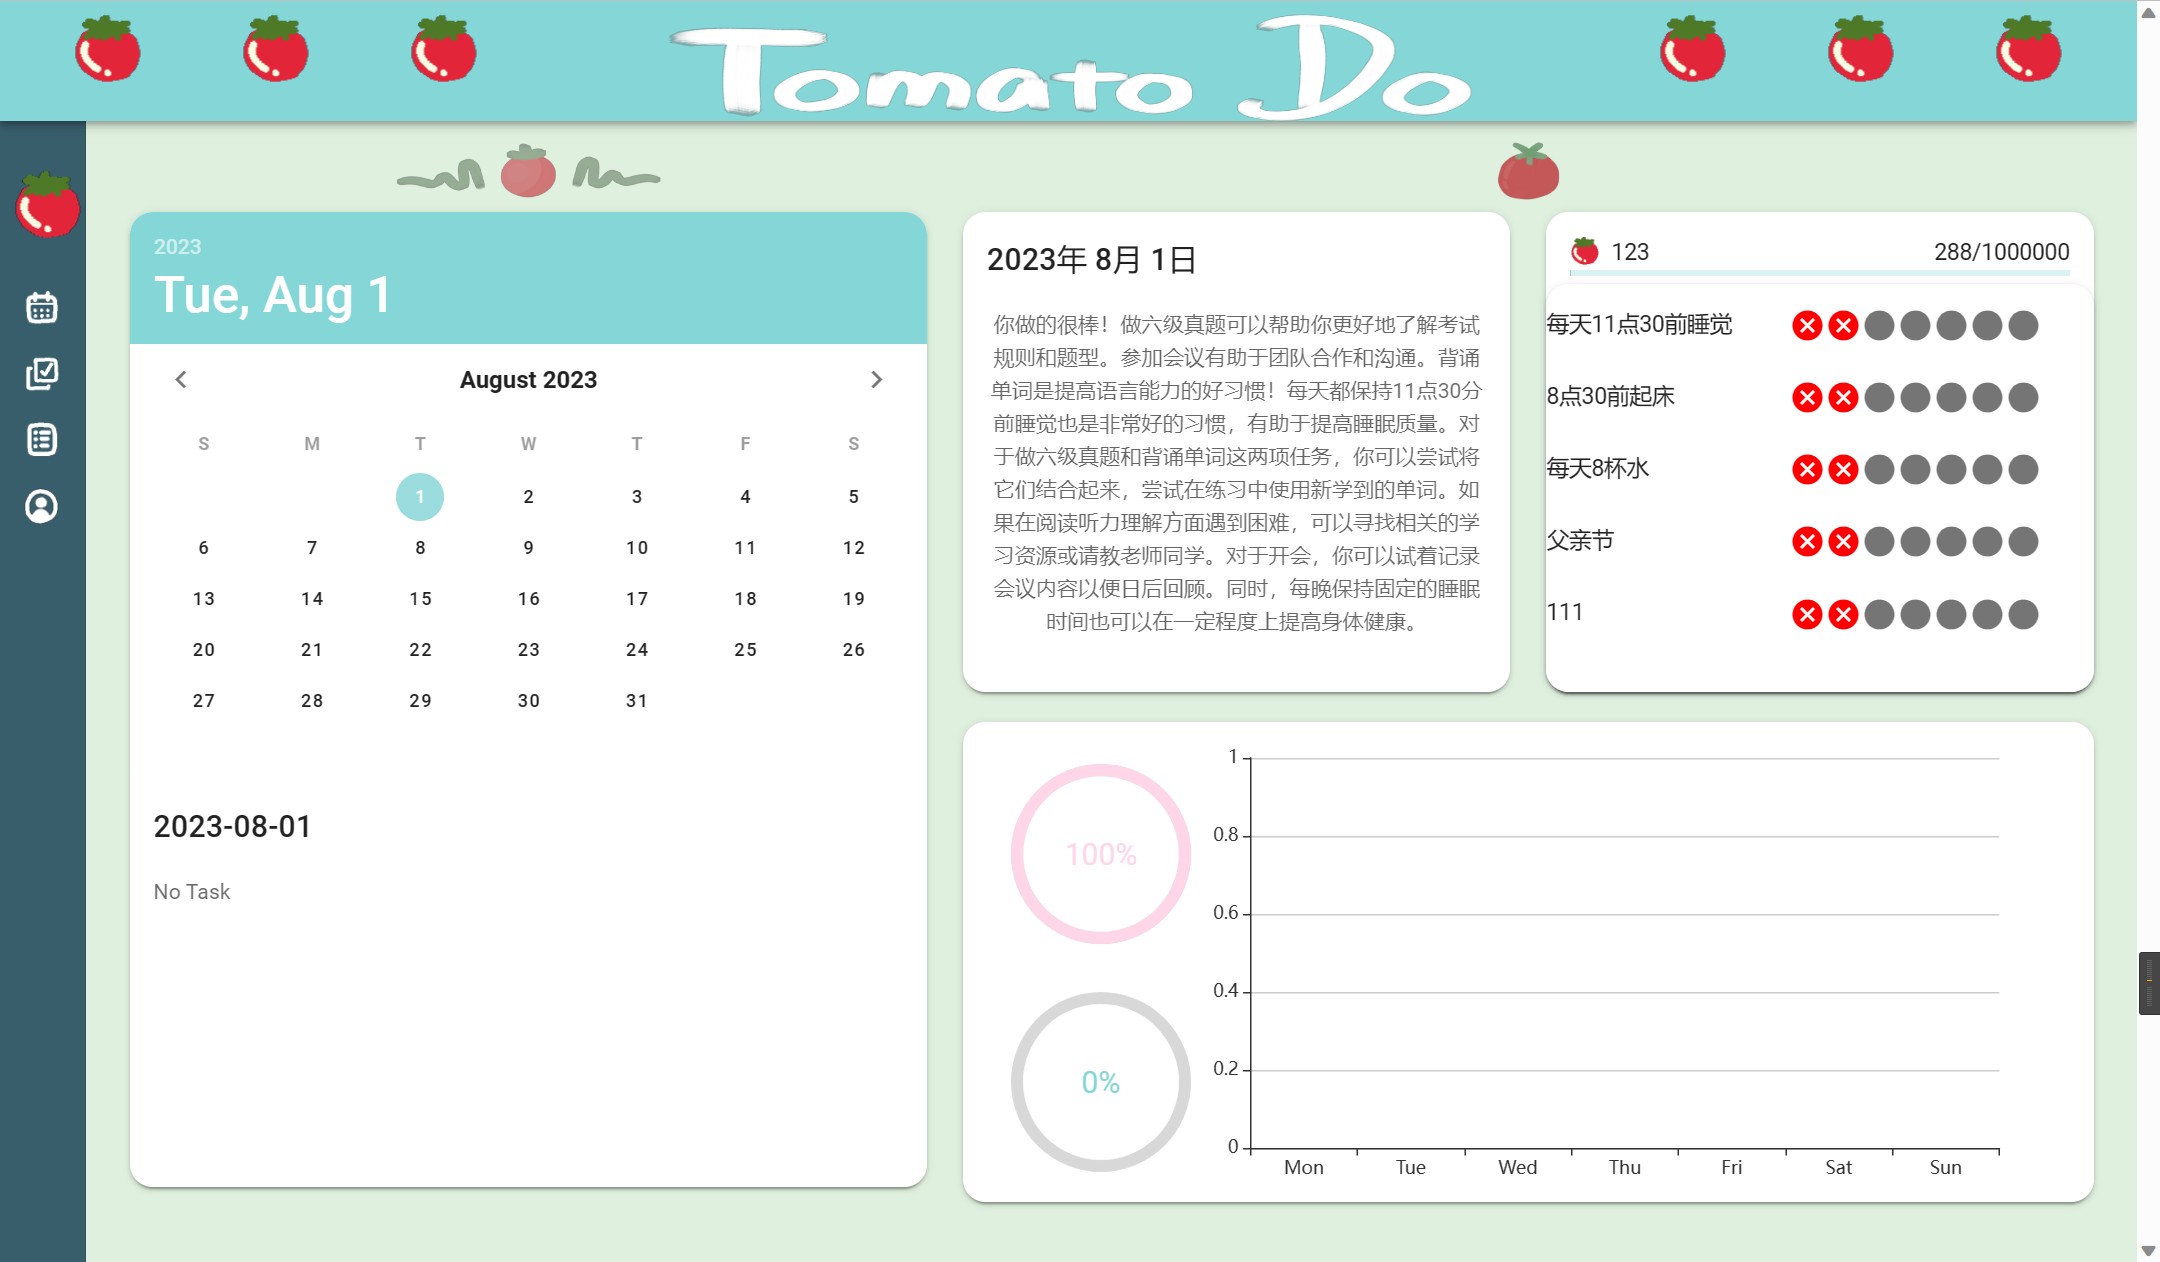 Tomato Do
2023
Tue, Aug 1
August 2023
S M T W T F S
1 2 3 4 5
6 7 8 9 10 11 12
13 14 15 16 17 18 19
20 21 22 23 24 25 26
27 28 29 30 31
2023-08-01
No Task
2023年 8月 1日
你做的很棒！做六级真题可以帮助你更好地了解考试
规则和题型。参加会议有助于团队合作和沟通。背诵
单词是提高语言能力的好习惯！每天都保持11点30分
前睡觉也是非常好的习惯，有助于提高睡眠质量。对
于做六级真题和背诵单词这两项任务，你可以尝试将
它们结合起来，尝试在练习中使用新学到的单词。如
果在阅读听力理解方面遇到困难，可以寻找相关的学
习资源或请教老师同学。对于开会，你可以试着记录
会议内容以便日后回顾。同时，每晚保持固定的睡眠
时间也可以在一定程度上提高身体健康。
123 288/1000000
每天11点30前睡觉
8点30前起床
每天8杯水
父亲节
111
100%
0%
1
0.8
0.6
0.4
0.2
0
Mon Tue Wed Thu Fri Sat Sun